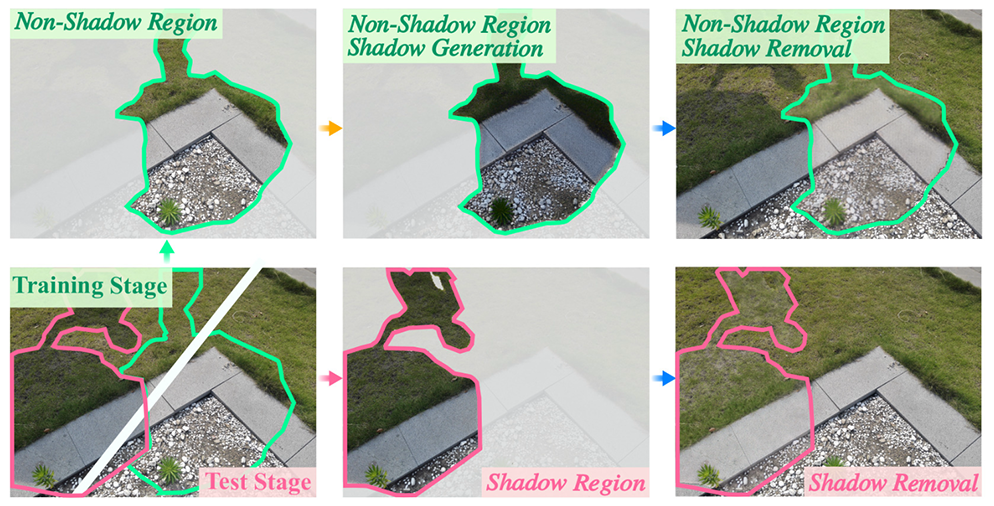 Non-Shadow Region
Non-Shadow Region
Shadow Generation
Non-Shadow Region
Shadow Removal
Training Stage
Test Stage
Shadow Region
Shadow Removal